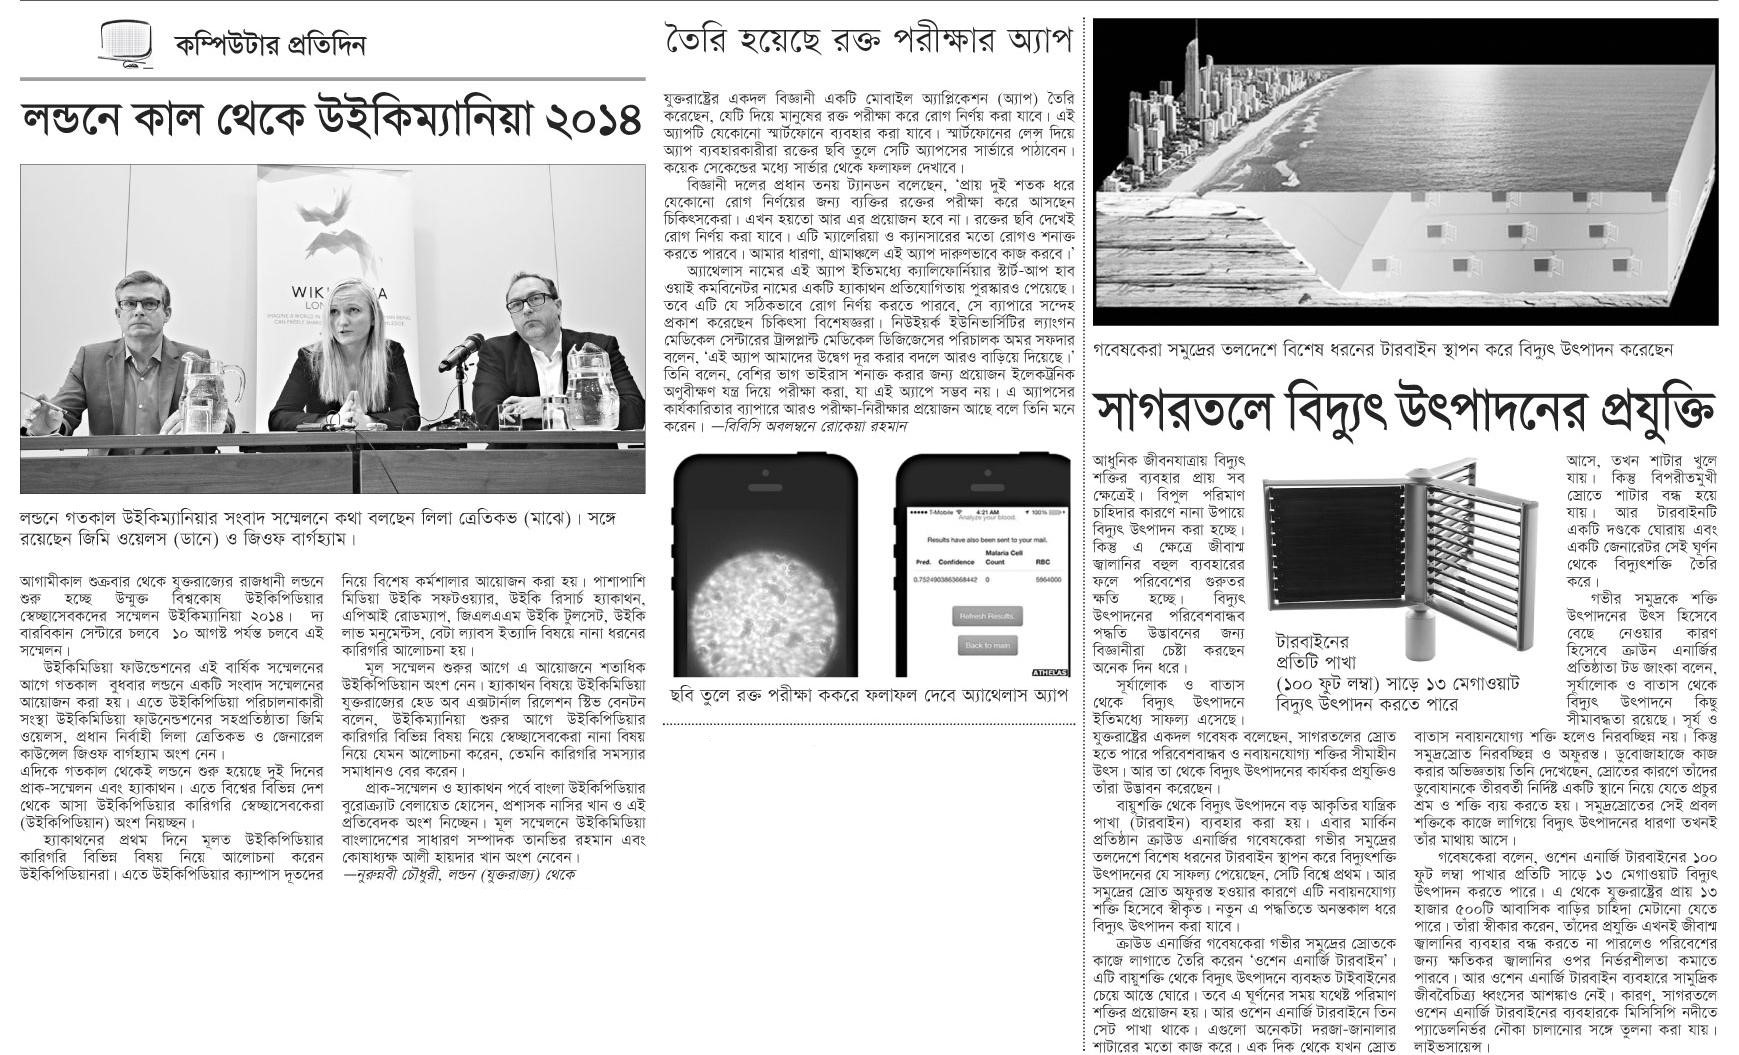 কম্পিউটার প্রতিদিন
লন্ডনে কাল থেকে উইকিম্যানিয়া ২০১৪
লন্ডনে গতকাল উইকিম্যানিয়ার সংবাদ সম্মেলনে কথা বলছেন লিলা ত্রেতিকভ (মাঝে)। সঙ্গে
রয়েছেন জিমি ওয়েলস (ডানে) ও জিওফ বার্গহ্যাম।
আগামীকাল শুক্রবার থেকে যুক্তরাজ্যের রাজধানী লন্ডনে
শুরু হচ্ছে উন্মুক্ত বিশ্বকোষ উইকিপিডিয়ার
স্বেচ্ছাসেবকদের সম্মেলন উইকিম্যানিয়া ২০১৪। দ্য
বারবিকান সেন্টারে চলবে ১০ আগস্ট পর্যন্ত চলবে এই
সম্মেলন।
উইকিমিডিয়া ফাউন্ডেশনের এই বার্ষিক সম্মেলনের
আগে গতকাল বুধবার লন্ডনে একটি সংবাদ সম্মেলনের
আয়োজন করা হয়। এতে উইকিপিডিয়া পরিচালনাকারী
সংস্থা উইকিমিডিয়া ফাউনেন্ডশনের সহপ্রতিষ্ঠাতা জিমি
ওয়েলস, প্রধান নির্বাহী লিলা ত্রেতিকভ ও জেনারেল
কাউন্সেল জিওফ বার্গহ্যাম অংশ নেন।
এদিকে গতকাল থেকেই লন্ডনে শুরু হয়েছে দুই দিনের
প্রাক-সম্মেলন এবং হ্যাকাথন। এতে বিশ্বের বিভিন্ন দেশ
থেকে আসা উইকিপিডিয়ার কারিগরি স্বেচ্ছাসেবকেরা
(উইকিপিডিয়ান) অংশ নিয়চ্ছেন।
হ্যাকাথনের প্রথম দিনে মূলত উইকিপিডিয়ার
কারিগরি বিভিন্ন বিষয় নিয়ে আলোচনা করেন
উইকিপিডিয়ানরা। এতে উইকিপিডিয়ার ক্যাম্পাস দূতদের
নিয়ে বিশেষ কর্মশালার আয়োজন করা হয়। পাশাপাশি
মিডিয়া উইকি সফটওয়্যার, উইকি রিসার্চ হ্যাকাথন,
এপিআই রোডম্যাপ, জিএলএএম উইকি টুলসেট, উইকি
লাভ মনুমেন্টস, বেটা ল্যাবস ইত্যাদি বিষয়ে নানা ধরনের
কারিগরি আলোচনা হয়।
মূল সম্মেলন শুরুর আগে এ আয়োজনে শতাধিক
উইকিপিডিয়ান অংশ নেন। হ্যাকাথন বিষয়ে উইকিমিডিয়া
যুক্তরাজ্যের হেড অব এক্সটার্নাল রিলেশন স্টিভ বেনটন
বলেন, উইকিম্যানিয়া শুরুর আগে উইকিপিডিয়ার
কারিগরি বিভিন্ন বিষয় নিয়ে স্বেচ্ছাসেবকেরা নানা বিষয়
নিয়ে যেমন আলোচনা করেন, তেমনি কারিগরি সমস্যার
সমাধানও বের করেন।
প্রাক-সম্মেলন ও হ্যাকাথন পর্বে বাংলা উইকিপিডিয়ার
বুরোক্র্যাট বেলায়েত হোসেন, প্রশাসক নাসির খান ও এই
প্রতিবেদক অংশ নিচ্ছেন। মূল সম্মেলনে উইকিমিডিয়া
বাংলাদেশের সাধারণ সম্পাদক তানভির রহমান এবং
কোষাধ্যক্ষ আলী হায়দার খান অংশ নেবেন।
—নুরুন্নবী চৌধুরী, লন্ডন (যুক্তরাজ্য) থেকে
তৈরি হয়েছে রক্ত পরীক্ষার অ্যাপ
যুক্তরাষ্ট্রের একদল বিজ্ঞানী একটি মোবাইল অ্যাপ্লিকেশন (অ্যাপ) তৈরি
করেছেন, যেটি দিয়ে মানুষের রক্ত পরীক্ষা করে রোগ নির্ণয় করা যাবে। এই
অ্যাপটি যেকোনো স্মার্টফোনে ব্যবহার করা যাবে। স্মার্টফোনের লেন্স দিয়ে
অ্যাপ ব্যবহারকারীরা রক্তের ছবি তুলে সেটি অ্যাপসের সার্ভারে পাঠাবেন।
কয়েক সেকেন্ডের মধ্যে সার্ভার থেকে ফলাফল দেখাবে।
বিজ্ঞানী দলের প্রধান তনয় ট্যানডন বলেছেন, ‘প্রায় দুই শতক ধরে
যেকোনো রোগ নির্ণয়ের জন্য ব্যক্তির রক্তের পরীক্ষা করে আসছেন
চিকিৎসকেরা। এখন হয়তো আর এর প্রয়োজন হবে না। রক্তের ছবি দেখেই
রোগ নির্ণয় করা যাবে। এটি ম্যালেরিয়া ও ক্যানসারের মতো রোগও শনাক্ত
করতে পারবে। আমার ধারণা, গ্রামাঞ্চলে এই অ্যাপ দারুণভাবে কাজ করবে।’
অ্যাথেলাস নামের এই অ্যাপ ইতিমধ্যে ক্যালিফোর্নিয়ার স্টার্ট-আপ হাব
ওয়াই কমবিনেটর নামের একটি হ্যাকাথন প্রতিযোগিতায় পুরস্কারও পেয়েছে।
তবে এটি যে সঠিকভাবে রোগ নির্ণয় করতে পারবে, সে ব্যাপারে সন্দেহ
প্রকাশ করেছেন চিকিৎসা বিশেষজ্ঞরা। নিউইয়র্ক ইউনিভার্সিটির ল্যাংগন
মেডিকেল সেন্টারের ট্রান্সপ্লান্ট মেডিকেল ডিজিজেসের পরিচালক অমর সফদার
বলেন, ‘এই অ্যাপ আমাদের উদ্বেগ দূর করার বদলে আরও বাড়িয়ে দিয়েছে।’
তিনি বলেন, বেশির ভাগ ভাইরাস শনাক্ত করার জন্য প্রয়োজন ইলেকট্রনিক
অণুবীক্ষণ যন্ত্র দিয়ে পরীক্ষা করা, যা এই অ্যাপে সম্ভব নয়। এ অ্যাপসের
কার্যকারিতার ব্যাপারে আরও পরীক্ষা-নিরীক্ষার প্রয়োজন আছে বলে তিনি মনে
করেন। —বিবিসি অবলম্বনে রোকেয়া রহমান
T-Mobile 4:21 AM 100%
Analyze your blood.
Results have also been sent to your mail.
Malaria Cell
Pred. Confidence Count RBC
0.7524903863668442 0 5964000
Refresh Results.
Back to main
ATHELAS
ছবি তুলে রক্ত পরীক্ষা ককরে ফলাফল দেবে অ্যাথেলাস অ্যাপ
গবেষকেরা সমুদ্রের তলদেশে বিশেষ ধরনের টারবাইন স্থাপন করে বিদ্যুৎ উৎপাদন করেছেন
সাগরতলে বিদ্যুৎ উৎপাদনের প্রযুক্তি
আধুনিক জীবনযাত্রায় বিদ্যুৎ
শক্তির ব্যবহার প্রায় সব
ক্ষেত্রেই। বিপুল পরিমাণ
চাহিদার কারণে নানা উপায়ে
বিদ্যুৎ উৎপাদন করা হচ্ছে।
কিন্তু এ ক্ষেত্রে জীবাশ্ম
জ্বালানির বহুল ব্যবহারের
ফলে পরিবেশের গুরুতর
ক্ষতি হচ্ছে। বিদ্যুৎ
উৎপাদনের পরিবেশবান্ধব
পদ্ধতি উদ্ভাবনের জন্য
বিজ্ঞানীরা চেষ্টা করছেন
অনেক দিন ধরে।
সূর্যালোক ও বাতাস
থেকে বিদ্যুৎ উৎপাদনে
ইতিমধ্যে সাফল্য এসেছে।
যুক্তরাষ্ট্রের একদল গবেষক বলেছেন, সাগরতলের স্রোত
হতে পারে পরিবেশবান্ধব ও নবায়নযোগ্য শক্তির সীমাহীন
উৎস। আর তা থেকে বিদ্যুৎ উৎপাদনের কার্যকর প্রযুক্তিও
তাঁরা উদ্ভাবন করেছেন।
বায়ুশক্তি থেকে বিদ্যুৎ উৎপাদনে বড় আকৃতির যান্ত্রিক
পাখা (টারবাইন) ব্যবহার করা হয়। এবার মার্কিন
প্রতিষ্ঠান ক্রাউড এনার্জির গবেষকেরা গভীর সমুদ্রের
তলদেশে বিশেষ ধরনের টারবাইন স্থাপন করে বিদ্যুৎশক্তি
উৎপাদনের যে সাফল্য পেয়েছেন, সেটি বিশ্বে প্রথম। আর
সমুদ্রের স্রোত অফুরন্ত হওয়ার কারণে এটি নবায়নযোগ্য
শক্তি হিসেবে স্বীকৃত। নতুন এ পদ্ধতিতে অনন্তকাল ধরে
বিদ্যুৎ উৎপাদন করা যাবে।
ক্রাউড এনার্জির গবেষকেরা গভীর সমুদ্রের স্রোতকে
কাজে লাগাতে তৈরি করেন ‘ওশেন এনার্জি টারবাইন’।
এটি বায়ুশক্তি থেকে বিদ্যুৎ উৎপাদনে ব্যবহৃত টাইবাইনের
চেয়ে আস্তে ঘোরে। তবে এ ঘূর্ণনের সময় যথেষ্ট পরিমাণ
শক্তির প্রয়োজন হয়। আর ওশেন এনার্জি টারবাইনে তিন
সেট পাখা থাকে। এগুলো অনেকটা দরজা-জানালার
শাটারের মতো কাজ করে। এক দিক থেকে যখন স্রোত
টারবাইনের
প্রতিটি পাখা
(১০০ ফুট লম্বা) সাড়ে ১৩ মেগাওয়াট
বিদ্যুৎ উৎপাদন করতে পারে
আসে, তখন শাটার খুলে
যায়। কিন্তু বিপরীতমুখী
স্রোতে শাটার বন্ধ হয়ে
যায়। আর টারবাইনটি
একটি দণ্ডকে ঘোরায় এবং
একটি জেনারেটর সেই ঘূর্ণন
থেকে বিদ্যুৎশক্তি তৈরি
করে।
গভীর সমুদ্রকে শক্তি
উৎপাদনের উৎস হিসেবে
বেছে নেওয়ার কারণ
হিসেবে ক্রাউন এনার্জির
প্রতিষ্ঠাতা টড জাংকা বলেন,
সূর্যালোক ও বাতাস থেকে
বিদ্যুৎ উৎপাদনে কিছু
সীমাবদ্ধতা রয়েছে। সূর্য ও
বাতাস নবায়নযোগ্য শক্তি হলেও নিরবচ্ছিন্ন নয়। কিন্তু
সমুদ্রস্রোত নিরবচ্ছিন্ন ও অফুরন্ত। ডুবোজাহাজে কাজ
করার অভিজ্ঞতায় তিনি দেখেছেন, স্রোতের কারণে তাঁদের
ডুবোযানকে তীরবর্তী নির্দিষ্ট একটি স্থানে নিয়ে যেতে প্রচুর
শ্রম ও শক্তি ব্যয় করতে হয়। সমুদ্রস্রোতের সেই প্রবল
শক্তিকে কাজে লাগিয়ে বিদ্যুৎ উৎপাদনের ধারণা তখনই
তাঁর মাথায় আসে।
গবেষকেরা বলেন, ওশেন এনার্জি টারবাইনের ১০০
ফুট লম্বা পাখার প্রতিটি সাড়ে ১৩ মেগাওয়াট বিদ্যুৎ
উৎপাদন করতে পারে। এ থেকে যুক্তরাষ্ট্রের প্রায় ১৩
হাজার ৫০০টি আবাসিক বাড়ির চাহিদা মেটানো যেতে
পারে। তাঁরা স্বীকার করেন, তাঁদের প্রযুক্তি এখনই জীবাশ্ম
জ্বালানির ব্যবহার বন্ধ করতে না পারলেও পরিবেশের
জন্য ক্ষতিকর জ্বালানির ওপর নির্ভরশীলতা কমাতে
পারবে। আর ওশেন এনার্জি টারবাইন ব্যবহারে সামুদ্রিক
জীববৈচিত্র্য ধ্বংসের আশঙ্কাও নেই। কারণ, সাগরতলে
ওশেন এনার্জি টারবাইনের ব্যবহারকে মিসিসিপি নদীতে
প্যাডেলনির্ভর নৌকা চালানোর সঙ্গে তুলনা করা যায়।
লাইভসায়েন্স।